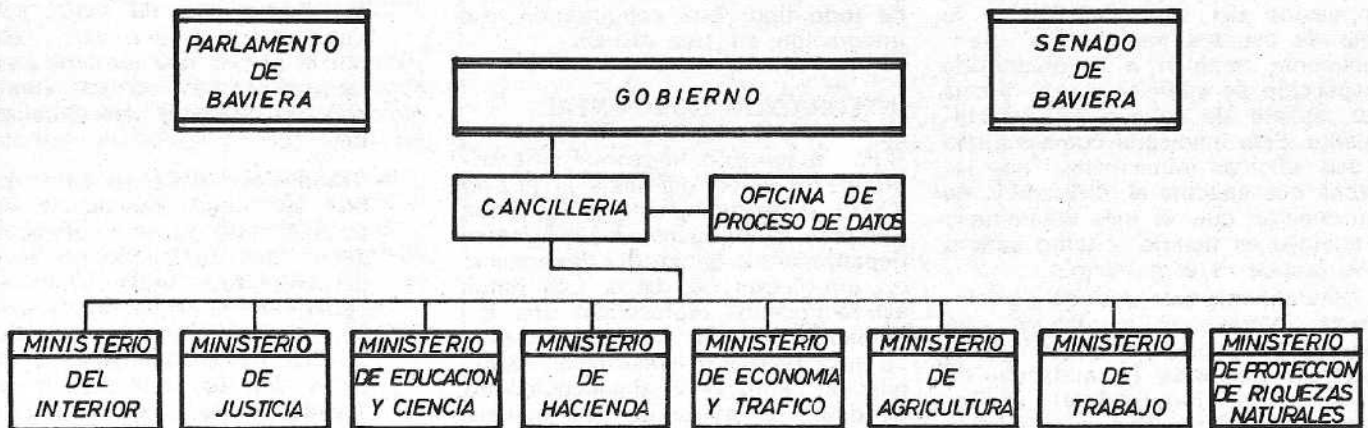 PARLAMENTO
DE
BAVIERA
GOBIERNO
SENADO
DE
BAVIERA
CANCILLERIA
OFICINA DE
PROCESO DE DATOS
MINISTERIO
DEL
INTERIOR
MINISTERIO
DE
JUSTICIA
MINISTERIO
DE EDUCACION
Y CIENCIA
MINISTERIO
DE
HACIENDA
MINISTERIO
DE ECONOMIA
Y TRAFICO
MINISTERIO
DE
AGRICULTURA
MINISTERIO
DE
TRABAJO
MINISTERIO
DE PROTECCION
DE RIQUEZAS
NATURALES